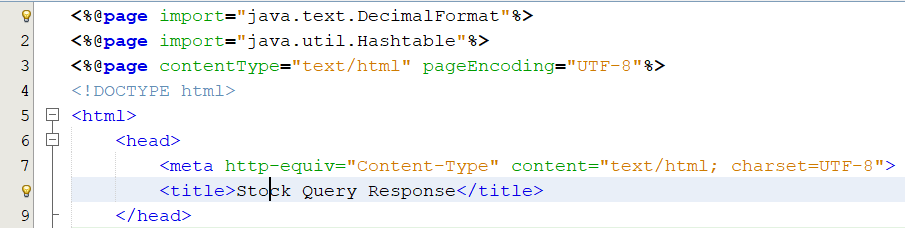 <%@page import="java.text.DecimalFormat"%>
2 <%@page import="java.util.Hashtable"%>
3 <%@page contentType="text/html" pageEncoding="UTF-8"%>
4 <!DOCTYPE html>
5 <html>
6 <head>
7 <meta http-equiv="Content-Type" content="text/html; charset=UTF-8">
<title>Stock Query Response</title>
9 </head>